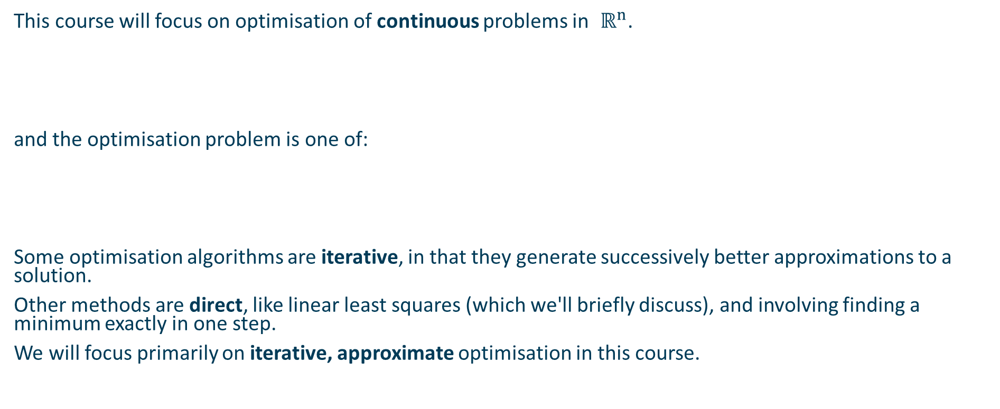 This course will focus on optimisation of continuous problems in ℝⁿ.
and the optimisation problem is one of:
Some optimisation algorithms are iterative, in that they generate successively better approximations to a
solution.
Other methods are direct, like linear least squares (which we'll briefly discuss), and involving finding a
minimum exactly in one step.
We will focus primarily on iterative, approximate optimisation in this course.